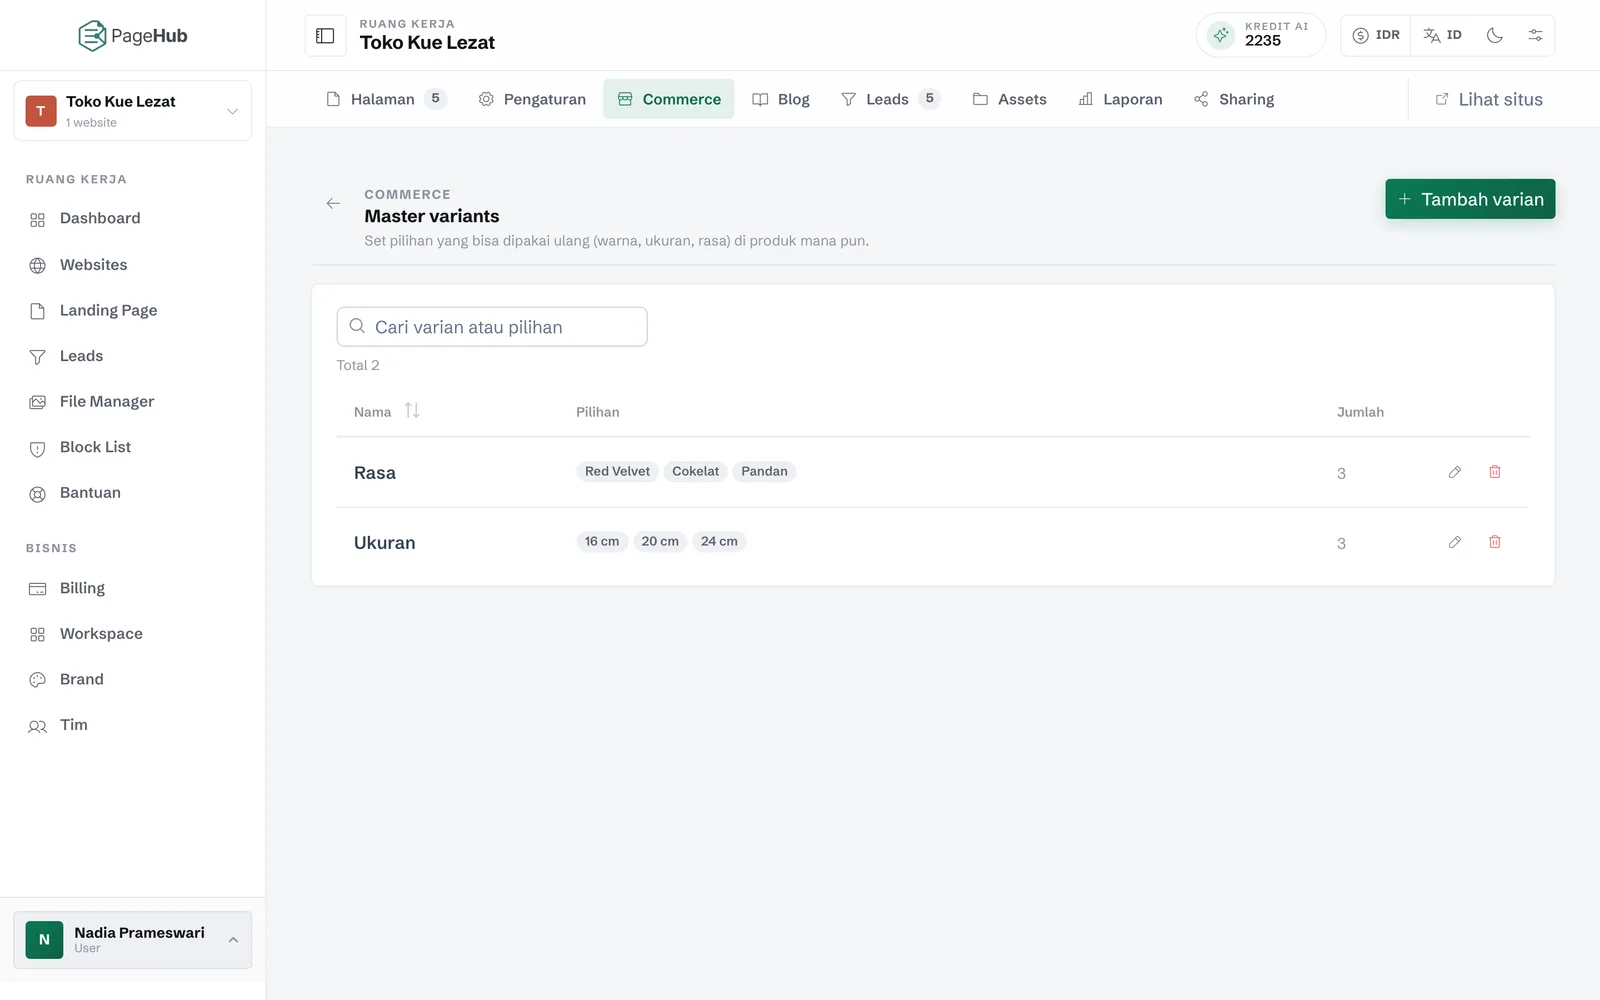 PageHub
RUANG KERJA
Toko Kue Lezat
KREDIT AI
2235
IDR
ID
T
Toko Kue Lezat
1 website
Halaman 5
Pengaturan
Commerce
Blog
Leads 5
Assets
Laporan
Sharing
Lihat situs
RUANG KERJA
Dashboard
Websites
Landing Page
Leads
File Manager
Block List
Bantuan
BISNIS
Billing
Workspace
Brand
Tim
N
Nadia Prameswari
User
COMMERCE
Master variants
Set pilihan yang bisa dipakai ulang (warna, ukuran, rasa) di produk mana pun.
Tambah varian
Cari varian atau pilihan
Total 2
Nama Pilihan Jumlah
Rasa Red Velvet Cokelat Pandan 3
Ukuran 16 cm 20 cm 24 cm 3